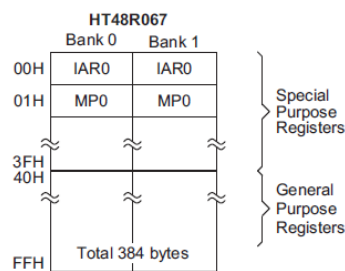 HT48R067
Bank 0 Bank 1
00H IAR0 IAR0
01H MP0 MP0
Special
Purpose
Registers
3FH
40H
General
Purpose
Registers
FFH Total 384 bytes